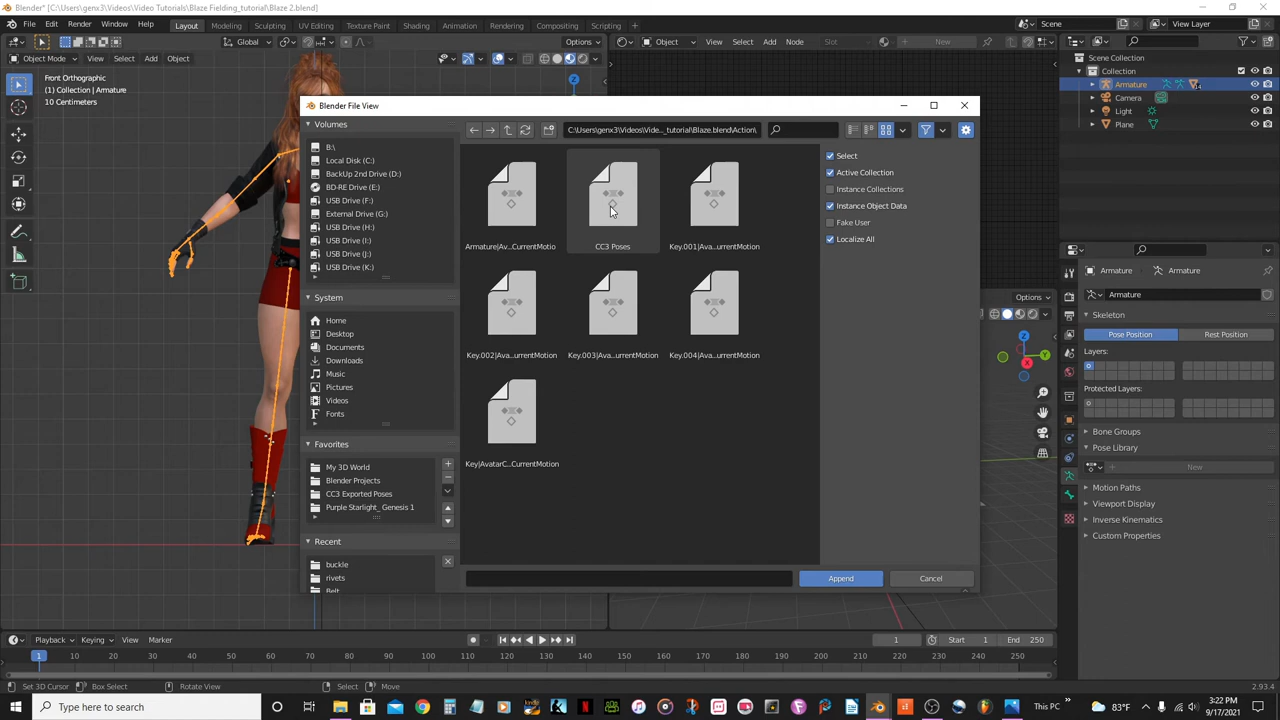 Blender* [C:\Users\genx3\Videos\Video Tutorials\Blaze Fielding_tutorial\Blaze 2.blend]
File Edit Render Window Help Layout Modeling Sculpting UV Editing Texture Paint Shading Animation Rendering Compositing Scripting Scene View Layer
Global Options Object View Select Add Node Slot New
Object Mode View Select Add Object
Front Orthographic
(1) Collection | Armature
10 Centimeters
Scene Collection
Collection
Armature
Camera
Light
Plane
Blender File View
Volumes
B:\
Local Disk (C:)
BackUp 2nd Drive (D:)
BD-RE Drive (E:)
USB Drive (F:)
External Drive (G:)
USB Drive (H:)
USB Drive (I:)
USB Drive (J:)
USB Drive (K:)
System
Home
Desktop
Documents
Downloads
Music
Pictures
Videos
Fonts
Favorites
My 3D World
Blender Projects
CC3 Exported Poses
Purple Starlight_ Genesis 1
Recent
buckle
rivets
Belt
C:\Users\genx3\Videos\Vide..._tutorial\Blaze.blend\Action\
Armature|Av...CurrentMotio
CC3 Poses
Key.001|Ava...urrentMotion
Key.002|Ava...urrentMotion
Key.003|Ava...urrentMotion
Key.004|Ava...urrentMotion
Key|AvatarC...CurrentMotion
Select
Active Collection
Instance Collections
Instance Object Data
Fake User
Localize All
Append
Cancel
Options
Armature Armature
Armature
Skeleton
Pose Position Rest Position
Layers:
Protected Layers:
Bone Groups
Pose Library
New
Motion Paths
Viewport Display
Inverse Kinematics
Custom Properties
Playback Keying View Marker 1 Start 1 End 250
1 10 20 30 40 50 60 70 80 90 100 110 120 130 140 150 160 170 180 190 200 210 220 230 240 250
Set 3D Cursor Box Select Rotate View Select Move 2.93.4
Type here to search This PC 83°F 3:22 PM
9/17/2021